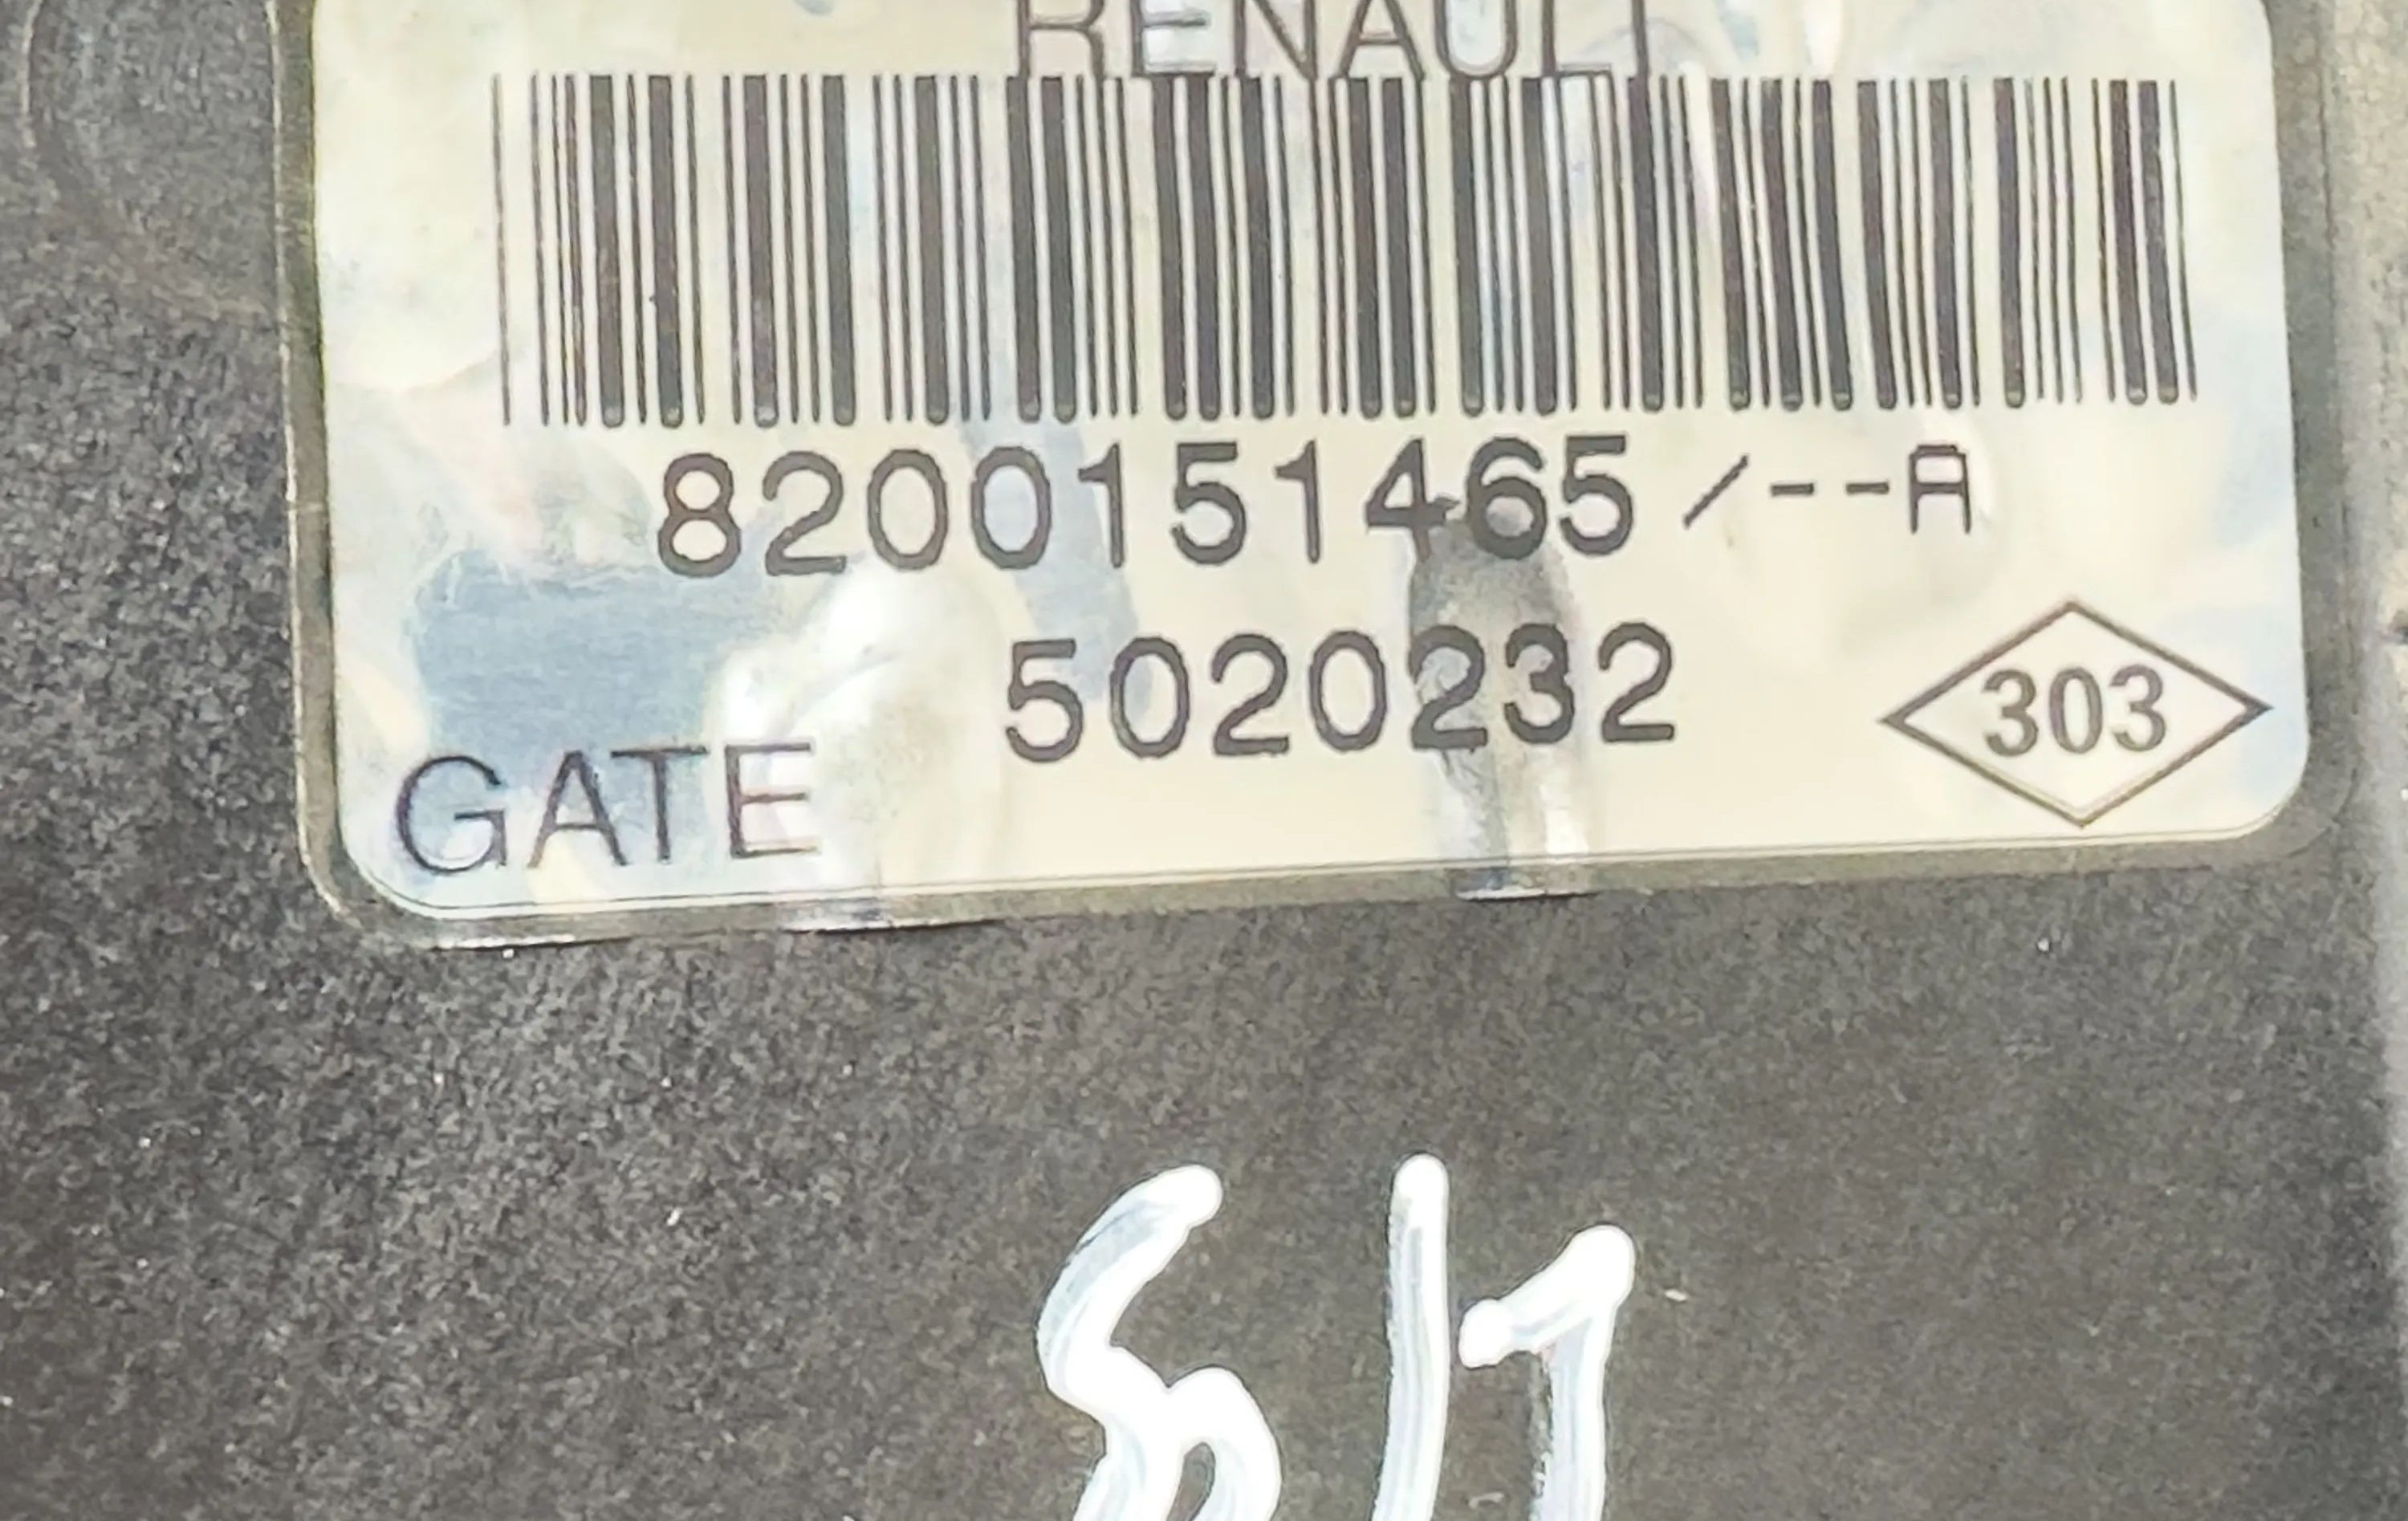 RENAULT
8200151465/--A
5020232
303
GATE